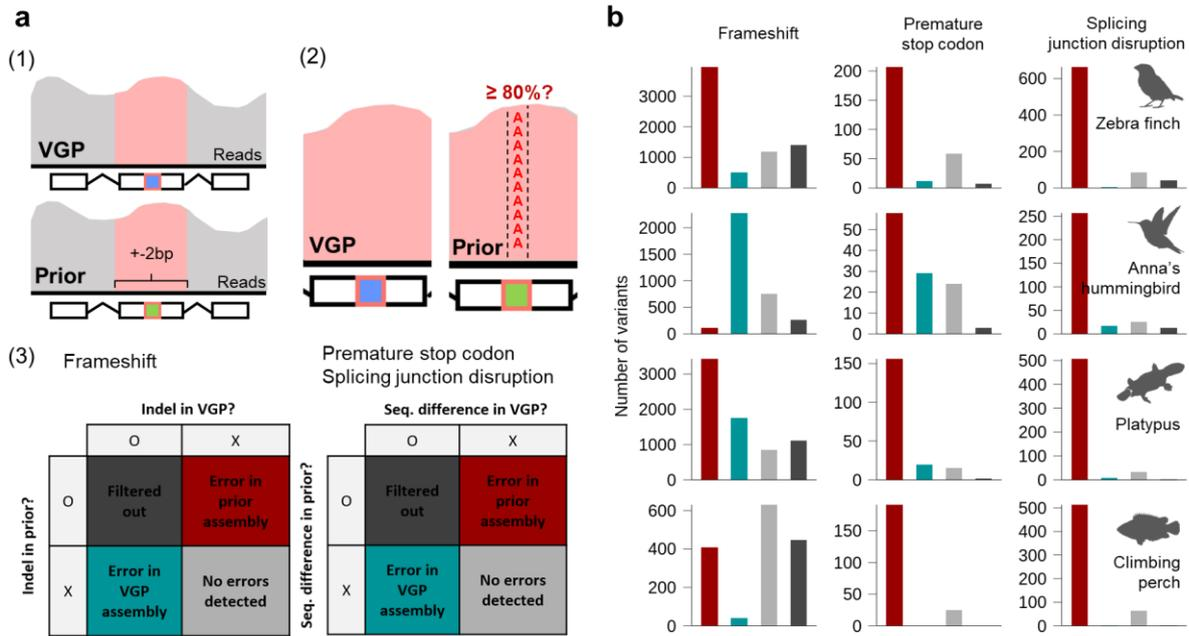 a
(1)
VGP
Reads
Prior
+-2bp
Reads
(2)
≥ 80%?
VGP
Prior
A
A
A
A
A
A
A
A
A
A
(3)
Frameshift
Indel in VGP?
O
X
Indel in prior?
O
X
Filtered
out
Error in
prior
assembly
Error in
VGP
assembly
No errors
detected
Premature stop codon
Splicing junction disruption
Seq. difference in VGP?
O
X
Seq. difference in prior?
O
X
Filtered
out
Error in
prior
assembly
Error in
VGP
assembly
No errors
detected
b
Frameshift
Premature
stop codon
Splicing
junction disruption
Number of variants
3000
2000
1000
0
200
150
100
50
0
600
400
200
0
Zebra finch
2000
1500
1000
500
0
50
40
30
20
10
0
250
200
150
100
50
0
Anna's
hummingbird
3000
2000
1000
0
150
100
50
0
500
400
300
200
100
0
Platypus
600
400
200
0
150
100
50
0
500
400
300
200
100
0
Climbing
perch